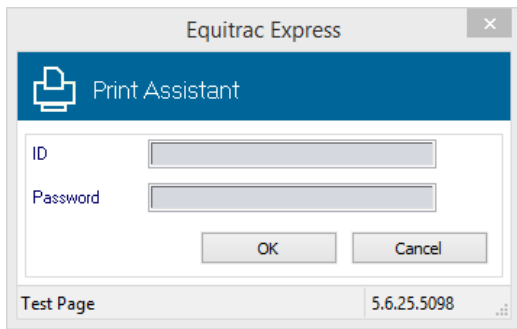 Equitrac Express
Print Assistant
ID
Password
OK Cancel
Test Page 5.6.25.5098